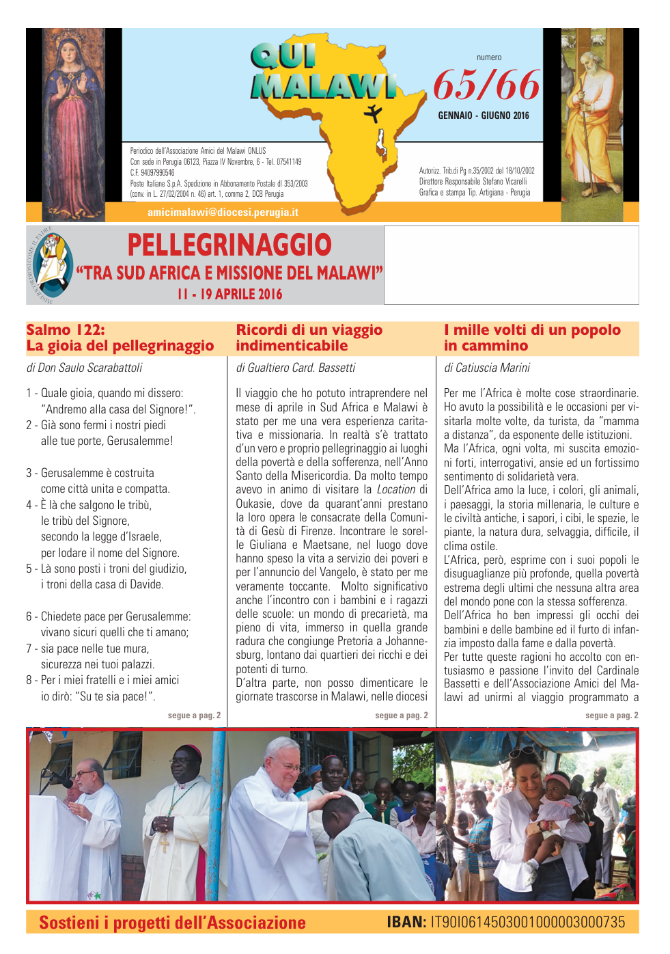 QUI
MALAWI
numero
65/66
GENNAIO - GIUGNO 2016
Periodico dell'Associazione Amici del Malawi ONLUS
Con sede in Perugia 06123, Piazza IV Novembre, 6 - Tel. 07541149
C.F. 94097990546
Poste Italiane S.p.A. Spedizione in Abbonamento Postale dl 353/2003
(conv. in L. 27/02/2004 n. 46) art. 1, comma 2, DCB Perugia
Autorizz. Trib.di Pg n.35/2002 del 16/10/2002
Direttore Responsabile Stefano Vicarelli
Grafica e stampa Tip. Artigiana - Perugia
amicimalawi@diocesi.perugia.it
PELLEGRINAGGIO
“TRA SUD AFRICA E MISSIONE DEL MALAWI”
11 - 19 APRILE 2016
Salmo 122:
La gioia del pellegrinaggio
di Don Saulo Scarabattoli
1 - Quale gioia, quando mi dissero:
“Andremo alla casa del Signore!”.
2 - Già sono fermi i nostri piedi
alle tue porte, Gerusalemme!
3 - Gerusalemme è costruita
come città unita e compatta.
4 - È là che salgono le tribù,
le tribù del Signore,
secondo la legge d'Israele,
per lodare il nome del Signore.
5 - Là sono posti i troni del giudizio,
i troni della casa di Davide.
6 - Chiedete pace per Gerusalemme:
vivano sicuri quelli che ti amano;
7 - sia pace nelle tue mura,
sicurezza nei tuoi palazzi.
8 - Per i miei fratelli e i miei amici
io dirò: “Su te sia pace!”.
segue a pag. 2
Ricordi di un viaggio
indimenticabile
di Gualtiero Card. Bassetti
Il viaggio che ho potuto intraprendere nel
mese di aprile in Sud Africa e Malawi è
stato per me una vera esperienza carita-
tiva e missionaria. In realtà s'è trattato
d'un vero e proprio pellegrinaggio ai luoghi
della povertà e della sofferenza, nell'Anno
Santo della Misericordia. Da molto tempo
avevo in animo di visitare la Location di
Oukasie, dove da quarant'anni prestano
la loro opera le consacrate della Comuni-
tà di Gesù di Firenze. Incontrare le sorel-
le Giuliana e Maetsane, nel luogo dove
hanno speso la vita a servizio dei poveri e
per l'annuncio del Vangelo, è stato per me
veramente toccante. Molto significativo
anche l'incontro con i bambini e i ragazzi
delle scuole: un mondo di precarietà, ma
pieno di vita, immerso in quella grande
radura che congiunge Pretoria a Johanne-
sburg, lontano dai quartieri dei ricchi e dei
potenti di turno.
D'altra parte, non posso dimenticare le
giornate trascorse in Malawi, nelle diocesi
segue a pag. 2
I mille volti di un popolo
in cammino
di Catiuscia Marini
Per me l'Africa è molte cose straordinarie.
Ho avuto la possibilità e le occasioni per vi-
sitarla molte volte, da turista, da “mamma
a distanza”, da esponente delle istituzioni.
Ma l'Africa, ogni volta, mi suscita emozio-
ni forti, interrogativi, ansie ed un fortissimo
sentimento di solidarietà vera.
Dell'Africa amo la luce, i colori, gli animali,
i paesaggi, la storia millenaria, le culture e
le civiltà antiche, i sapori, i cibi, le spezie, le
piante, la natura dura, selvaggia, difficile, il
clima ostile.
L'Africa, però, esprime con i suoi popoli le
disuguaglianze più profonde, quella povertà
estrema degli ultimi che nessuna altra area
del mondo pone con la stessa sofferenza.
Dell'Africa ho ben impressi gli occhi dei
bambini e delle bambine ed il furto di infan-
zia imposto dalla fame e dalla povertà.
Per tutte queste ragioni ho accolto con en-
tusiasmo e passione l'invito del Cardinale
Bassetti e dell'Associazione Amici del Ma-
lawi ad unirmi al viaggio programmato a
segue a pag. 2
Sostieni i progetti dell'Associazione
IBAN: IT90I0614503001000003000735